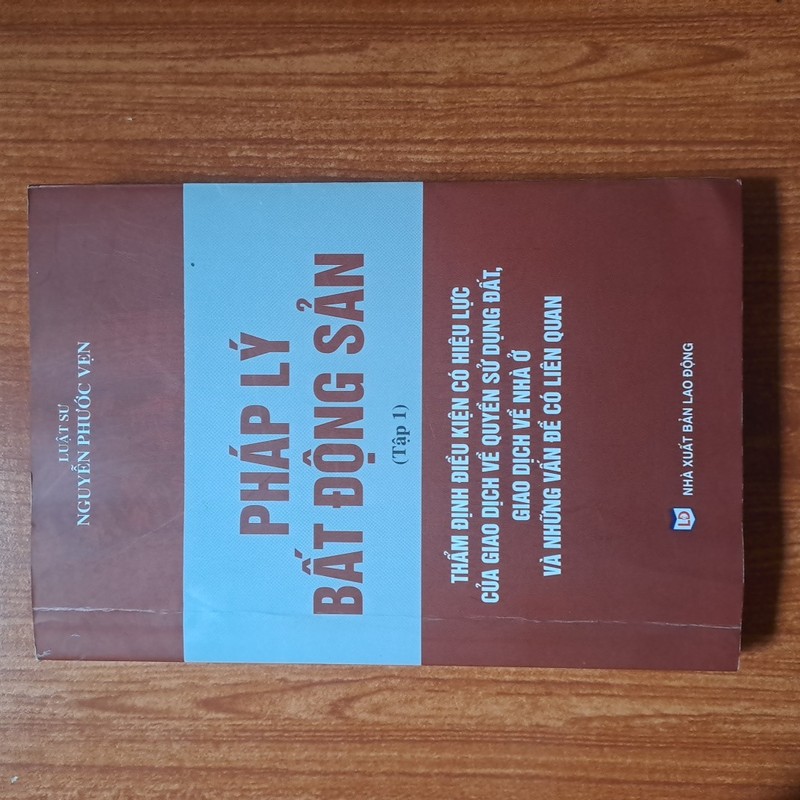 LUẬT SƯ
NGUYỄN PHƯỚC VẸN
PHÁP LÝ
BẤT ĐỘNG SẢN
(Tập 1)
THẨM ĐỊNH ĐIỀU KIỆN CÓ HIỆU LỰC
CỦA GIAO DỊCH VỀ QUYỀN SỬ DỤNG ĐẤT,
GIAO DỊCH VỀ NHÀ Ở
VÀ NHỮNG VẤN ĐỀ CÓ LIÊN QUAN
LĐ
NHÀ XUẤT BẢN LAO ĐỘNG